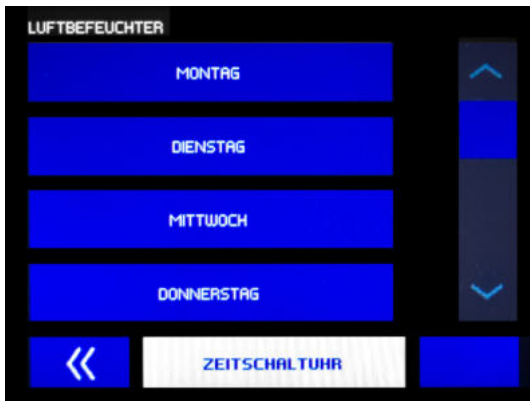 LUFTBEFEUCHTER
MONTAG
DIENSTAG
MITTWOCH
DONNERSTAG
ZEITSCHALTUHR